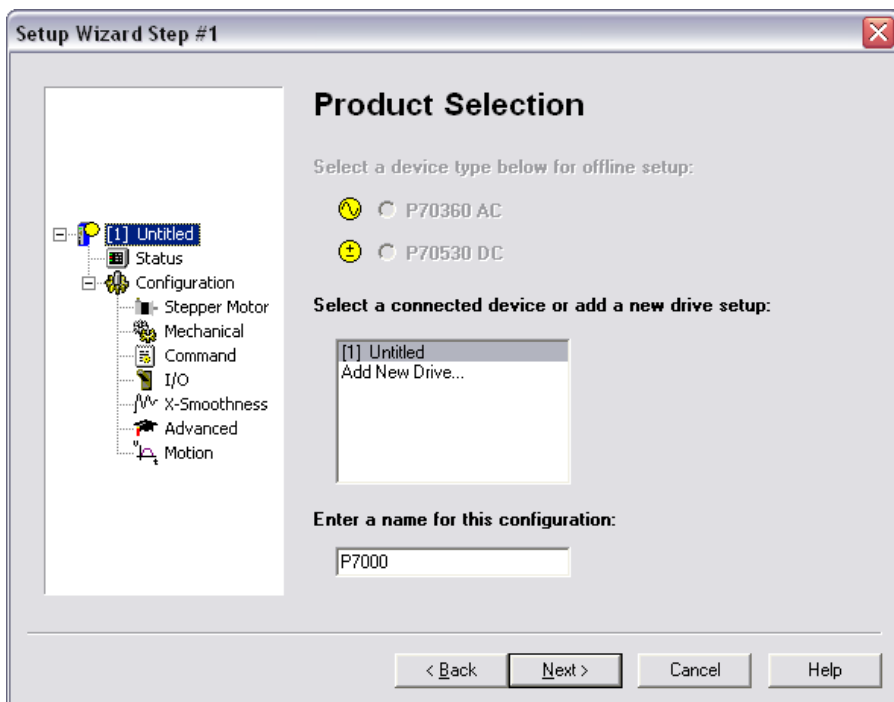 Setup Wizard Step #1
[1] Untitled
Status
Configuration
Stepper Motor
Mechanical
Command
I/O
X-Smoothness
Advanced
Motion
Product Selection
Select a device type below for offline setup:
P70360 AC
P70530 DC
Select a connected device or add a new drive setup:
[1] Untitled
Add New Drive...
Enter a name for this configuration:
P7000
< Back
Next >
Cancel
Help